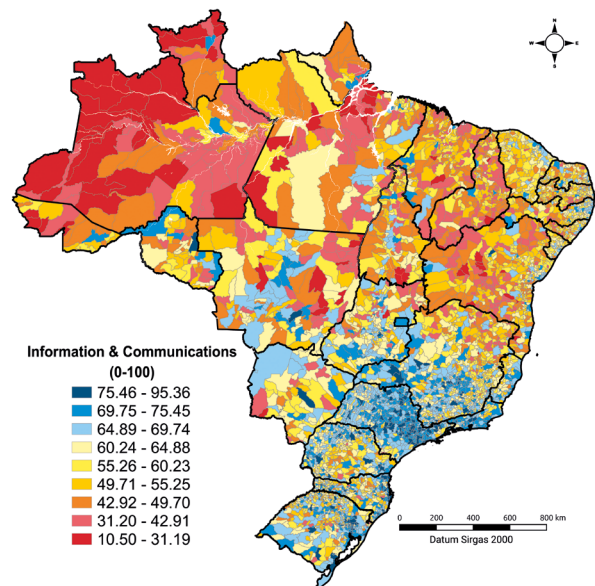 N
W E
S
Information & Communications
(0-100)
75.46 - 95.36
69.75 - 75.45
64.89 - 69.74
60.24 - 64.88
55.26 - 60.23
49.71 - 55.25
42.92 - 49.70
31.20 - 42.91
10.50 - 31.19
0 200 400 600 800 km
Datum Sirgas 2000